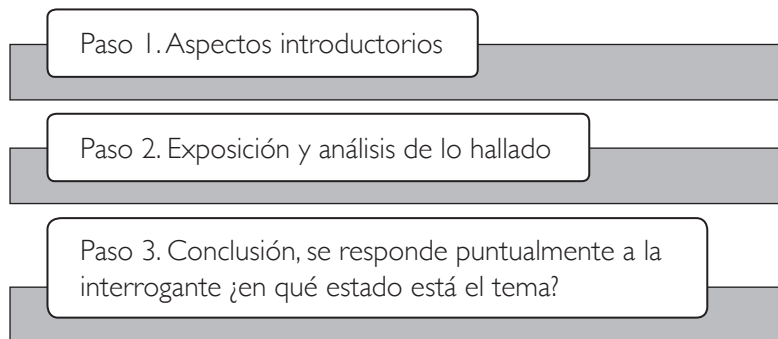 Paso 1. Aspectos introductorios
Paso 2. Exposición y análisis de lo hallado
Paso 3. Conclusión, se responde puntualmente a la
interrogante ¿en qué estado está el tema?